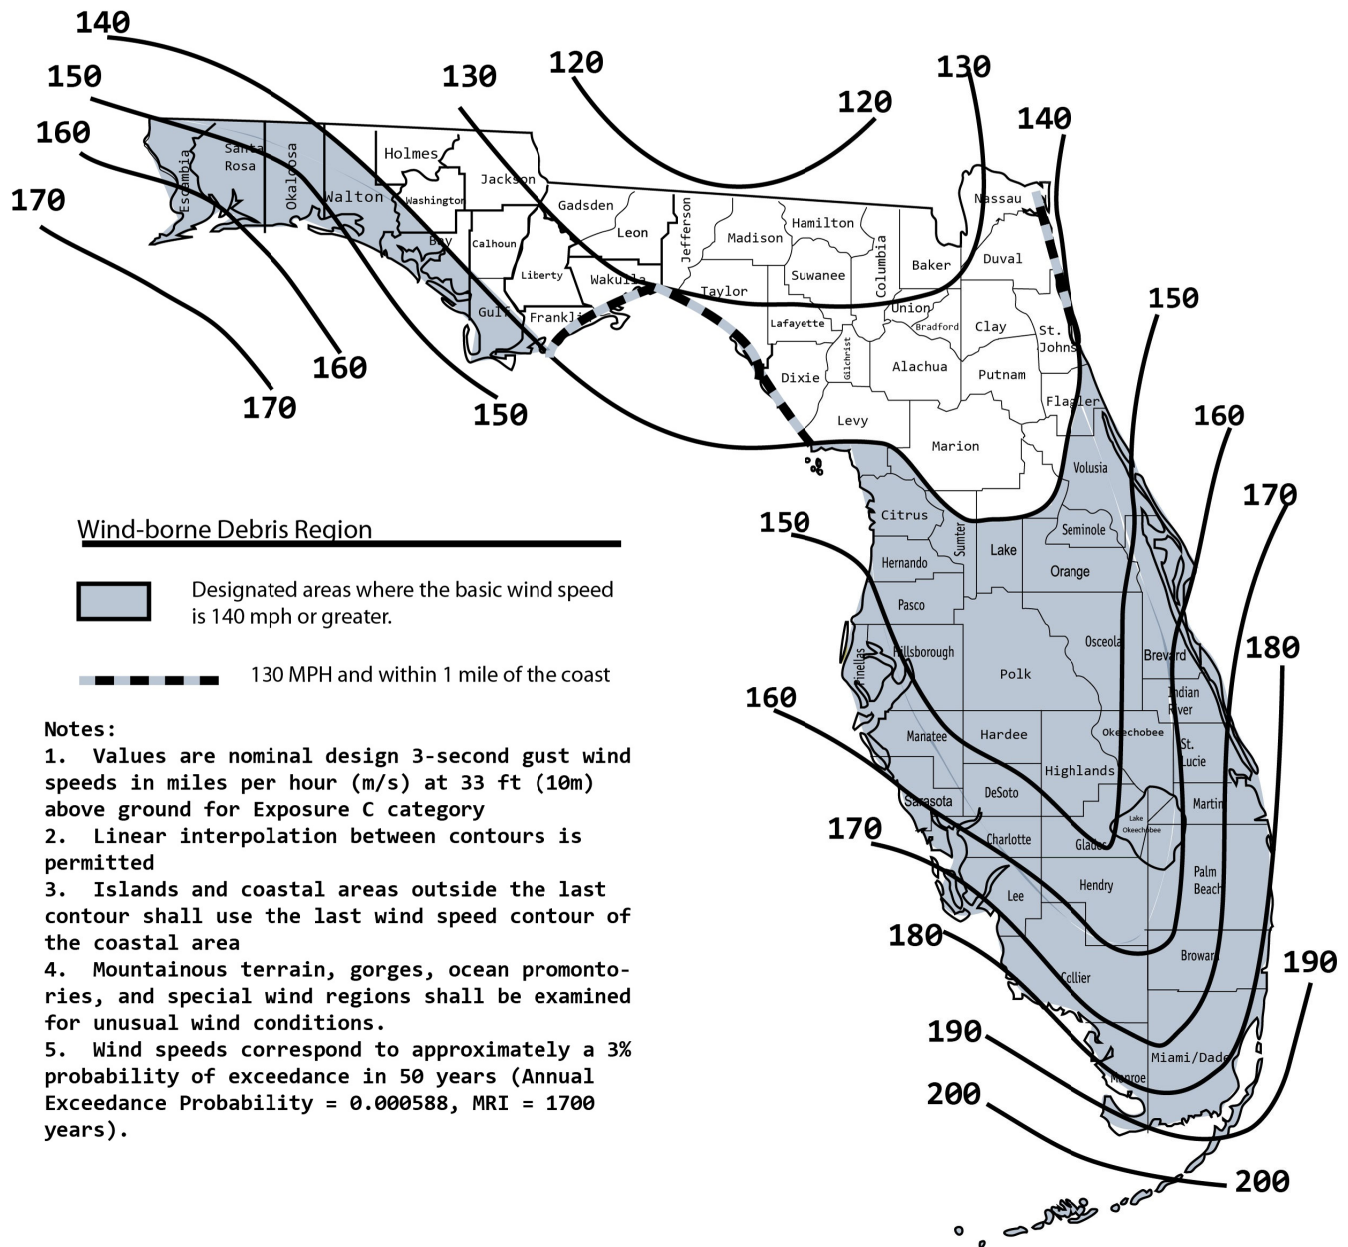 140
150
160
170
130
120
120
130
140
150
160
170
180
190
200
170
160
150
150
160
170
180
190
200
Escambia
Santa
Rosa
Okaloosa
Walton
Holmes
Washington
Bay
Jackson
Calhoun
Gulf
Liberty
Franklin
Gadsden
Leon
Wakulla
Jefferson
Madison
Taylor
Hamilton
Suwanee
Lafayette
Dixie
Columbia
Gilchrist
Baker
Union
Bradford
Alachua
Levy
Nassau
Duval
Clay
St.
Johns
Putnam
Flagler
Marion
Volusia
Citrus
Sumter
Lake
Seminole
Hernando
Orange
Pasco
Hillsborough
Pinellas
Polk
Osceola
Brevard
Indian
River
Manatee
Hardee
Highlands
Okeechobee
St.
Lucie
Sarasota
DeSoto
Martin
Charlotte
Glades
Lake
Okeechobee
Lee
Hendry
Palm
Beach
Collier
Broward
Monroe
Miami/Dade
Wind-borne Debris Region
Designated areas where the basic wind speed
is 140 mph or greater.
130 MPH and within 1 mile of the coast
Notes:
1. Values are nominal design 3-second gust wind
speeds in miles per hour (m/s) at 33 ft (10m)
above ground for Exposure C category
2. Linear interpolation between contours is
permitted
3. Islands and coastal areas outside the last
contour shall use the last wind speed contour of
the coastal area
4. Mountainous terrain, gorges, ocean promonto-
ries, and special wind regions shall be examined
for unusual wind conditions.
5. Wind speeds correspond to approximately a 3%
probability of exceedance in 50 years (Annual
Exceedance Probability = 0.000588, MRI = 1700
years).